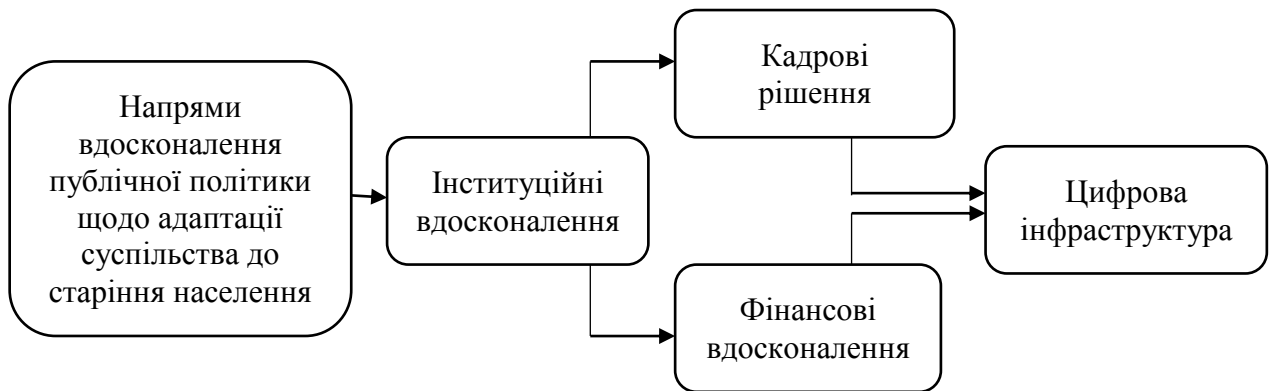 Напрями
вдосконалення
публічної політики
щодо адаптації
суспільства до
старіння населення
Інституційні
вдосконалення
Кадрові
рішення
Фінансові
вдосконалення
Цифрова
інфраструктура